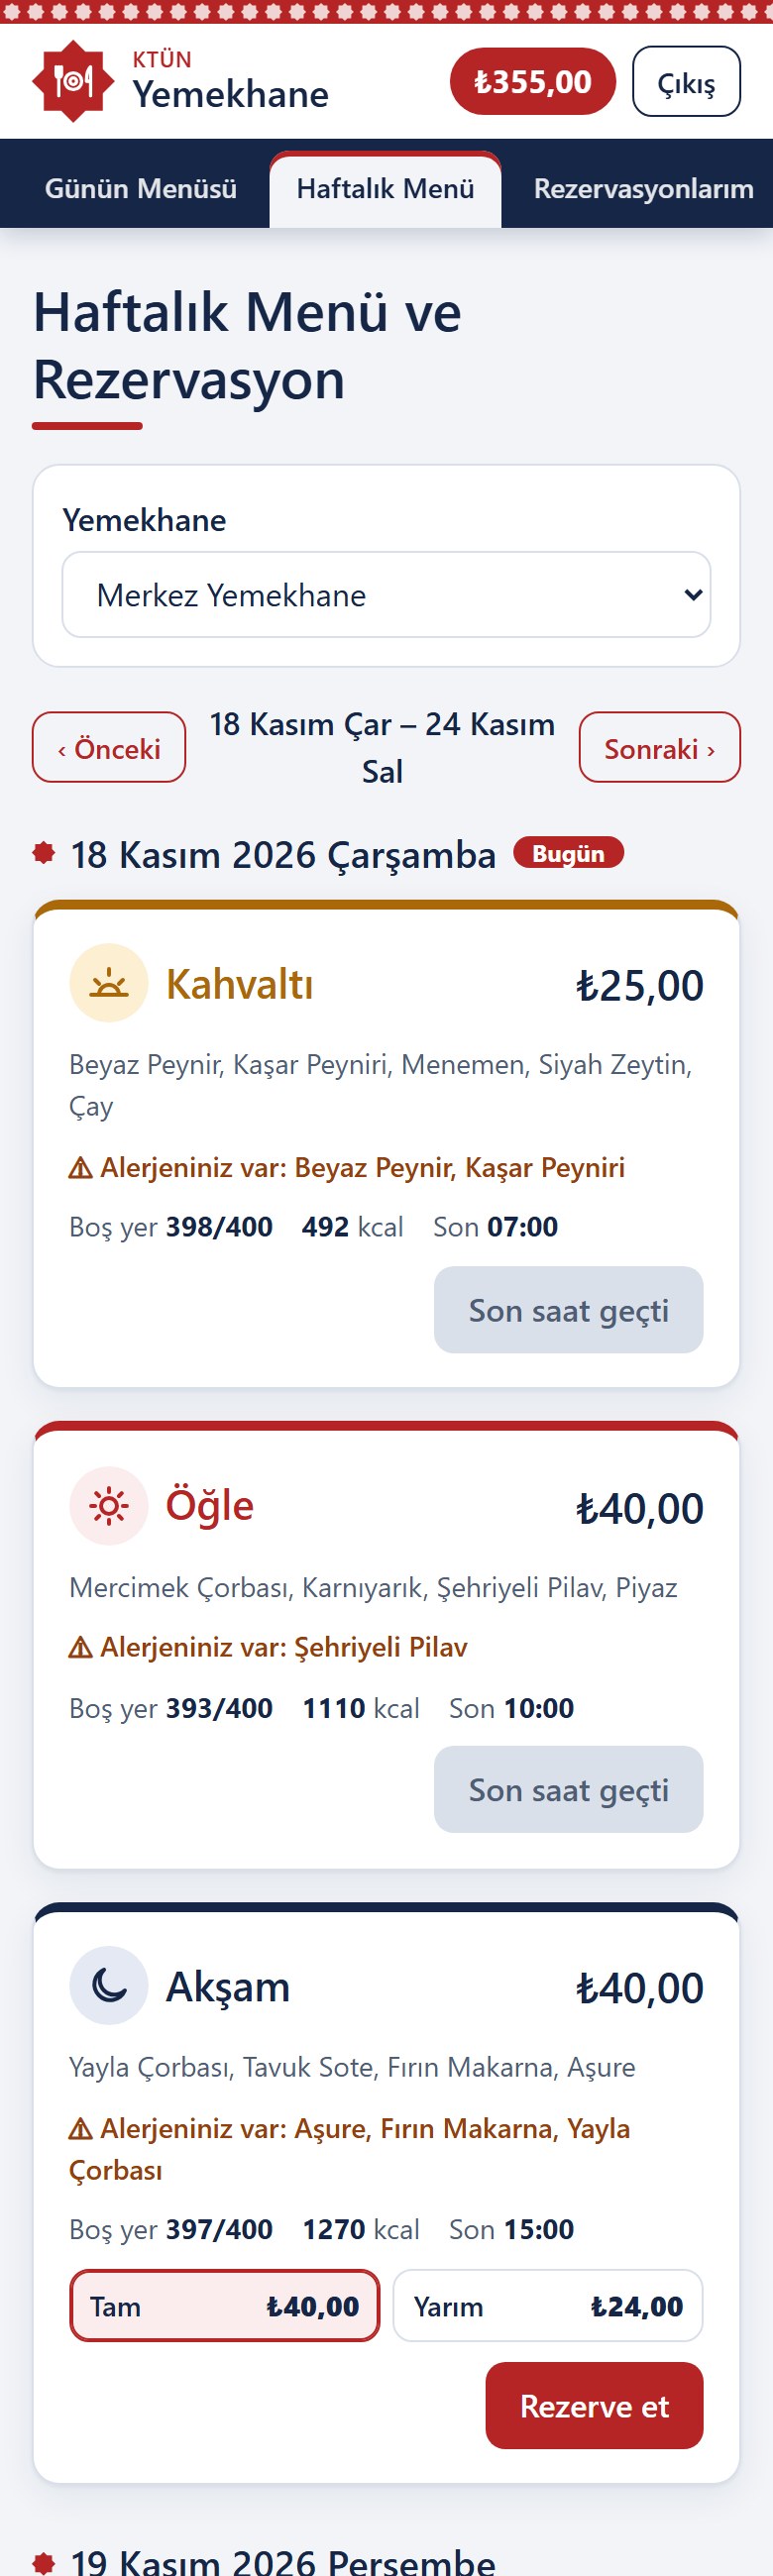 KTÜN
Yemekhane
₺355,00
Çıkış
Günün Menüsü
Haftalık Menü
Rezervasyonlarım
Haftalık Menü ve
Rezervasyon
Yemekhane
Merkez Yemekhane
‹ Önceki
18 Kasım Çar – 24 Kasım
Sal
Sonraki ›
18 Kasım 2026 Çarşamba
Bugün
Kahvaltı
₺25,00
Beyaz Peynir, Kaşar Peyniri, Menemen, Siyah Zeytin,
Çay
⚠ Alerjeniniz var: Beyaz Peynir, Kaşar Peyniri
Boş yer 398/400 492 kcal Son 07:00
Son saat geçti
Öğle
₺40,00
Mercimek Çorbası, Karnıyarık, Şehriyeli Pilav, Piyaz
⚠ Alerjeniniz var: Şehriyeli Pilav
Boş yer 393/400 1110 kcal Son 10:00
Son saat geçti
Akşam
₺40,00
Yayla Çorbası, Tavuk Sote, Fırın Makarna, Aşure
⚠ Alerjeniniz var: Aşure, Fırın Makarna, Yayla
Çorbası
Boş yer 397/400 1270 kcal Son 15:00
Tam ₺40,00
Yarım ₺24,00
Rezerve et
19 Kasım 2026 Perşembe